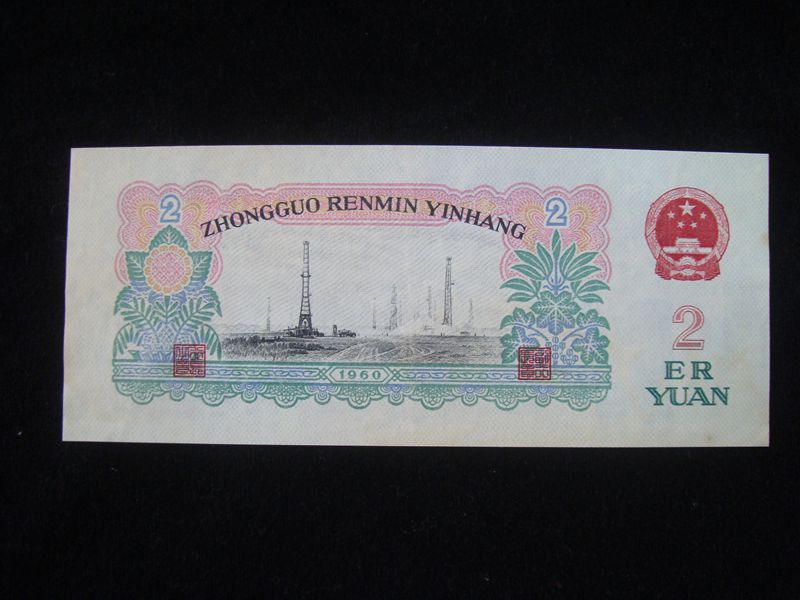 2
2
ZHONGGUO RENMIN YINHANG
1960
2
ER
YUAN